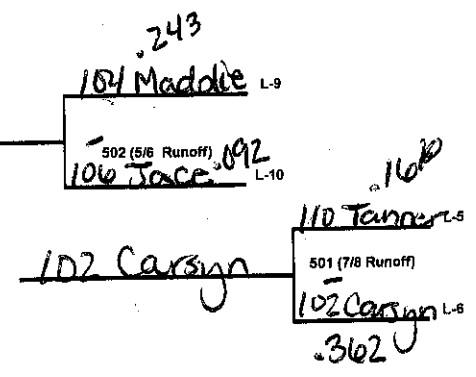 .243
104 Maddie L-9
502 (5/6 Runoff) .092
106 Jace L-10
.160
110 Tanner L-5
102 Carsyn
501 (7/8 Runoff)
102 Carsyn L-6
.362